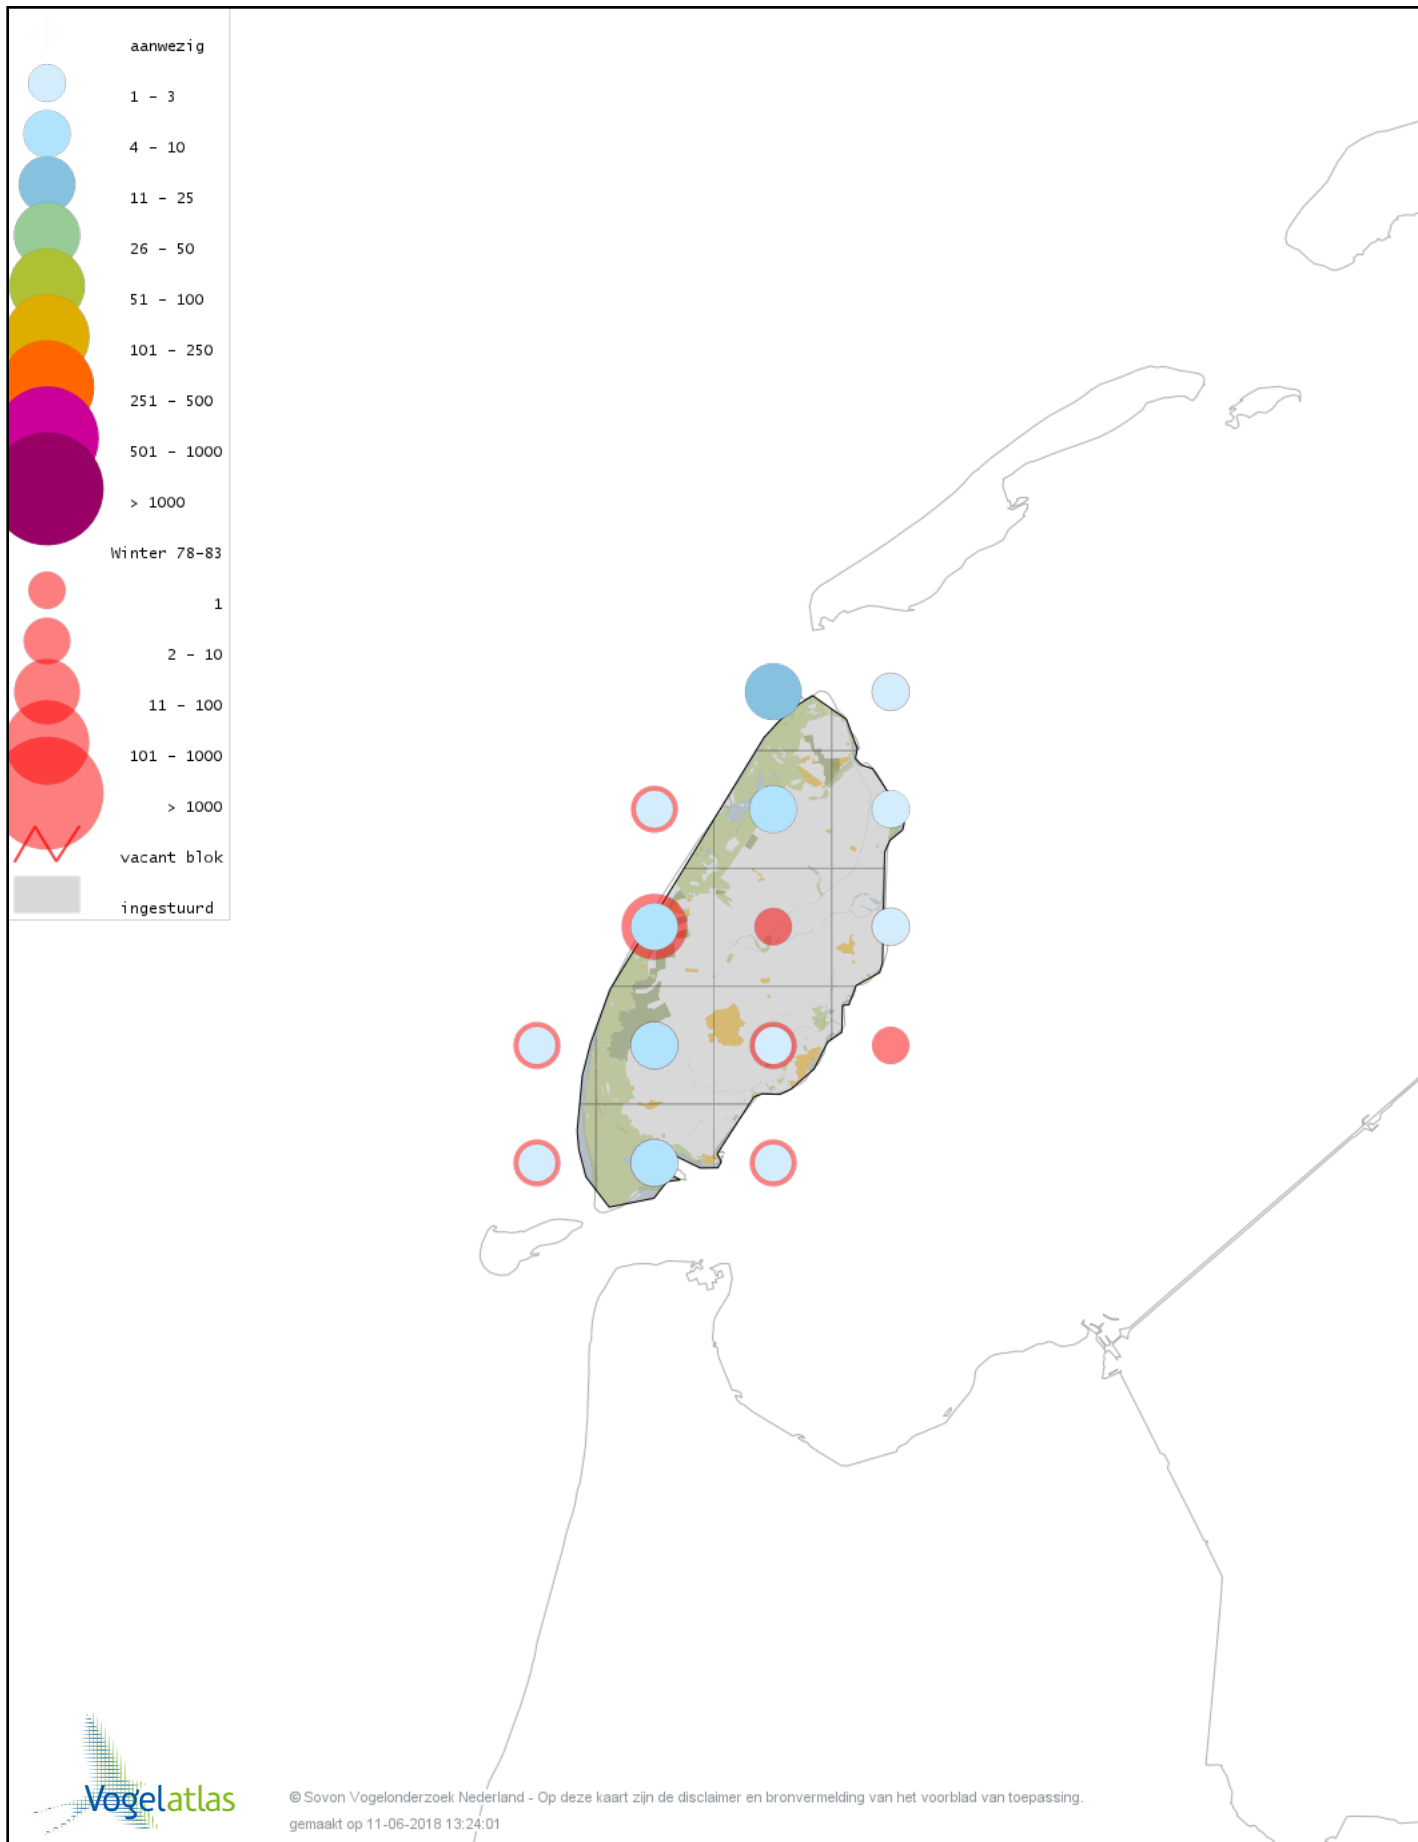 aanwezig
1 - 3
4 - 10
11 - 25
26 - 50
51 - 100
101 - 250
251 - 500
501 - 1000
> 1000
Winter 78-83
1
2 - 10
11 - 100
101 - 1000
> 1000
vacant blok
ingestuurd
Vogelatlas
© Sovon Vogelonderzoek Nederland - Op deze kaart zijn de disclaimer en bronvermelding van het voorblad van toepassing.
gemaakt op 11-06-2018 13:24:01